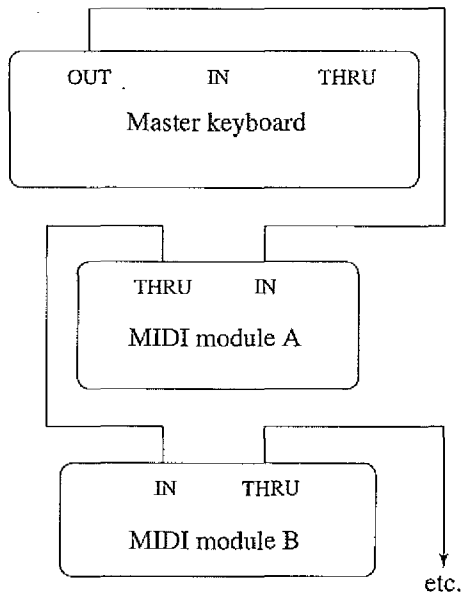 OUT IN THRU
Master keyboard
THRU IN
MIDI module A
IN THRU
MIDI module B
etc.